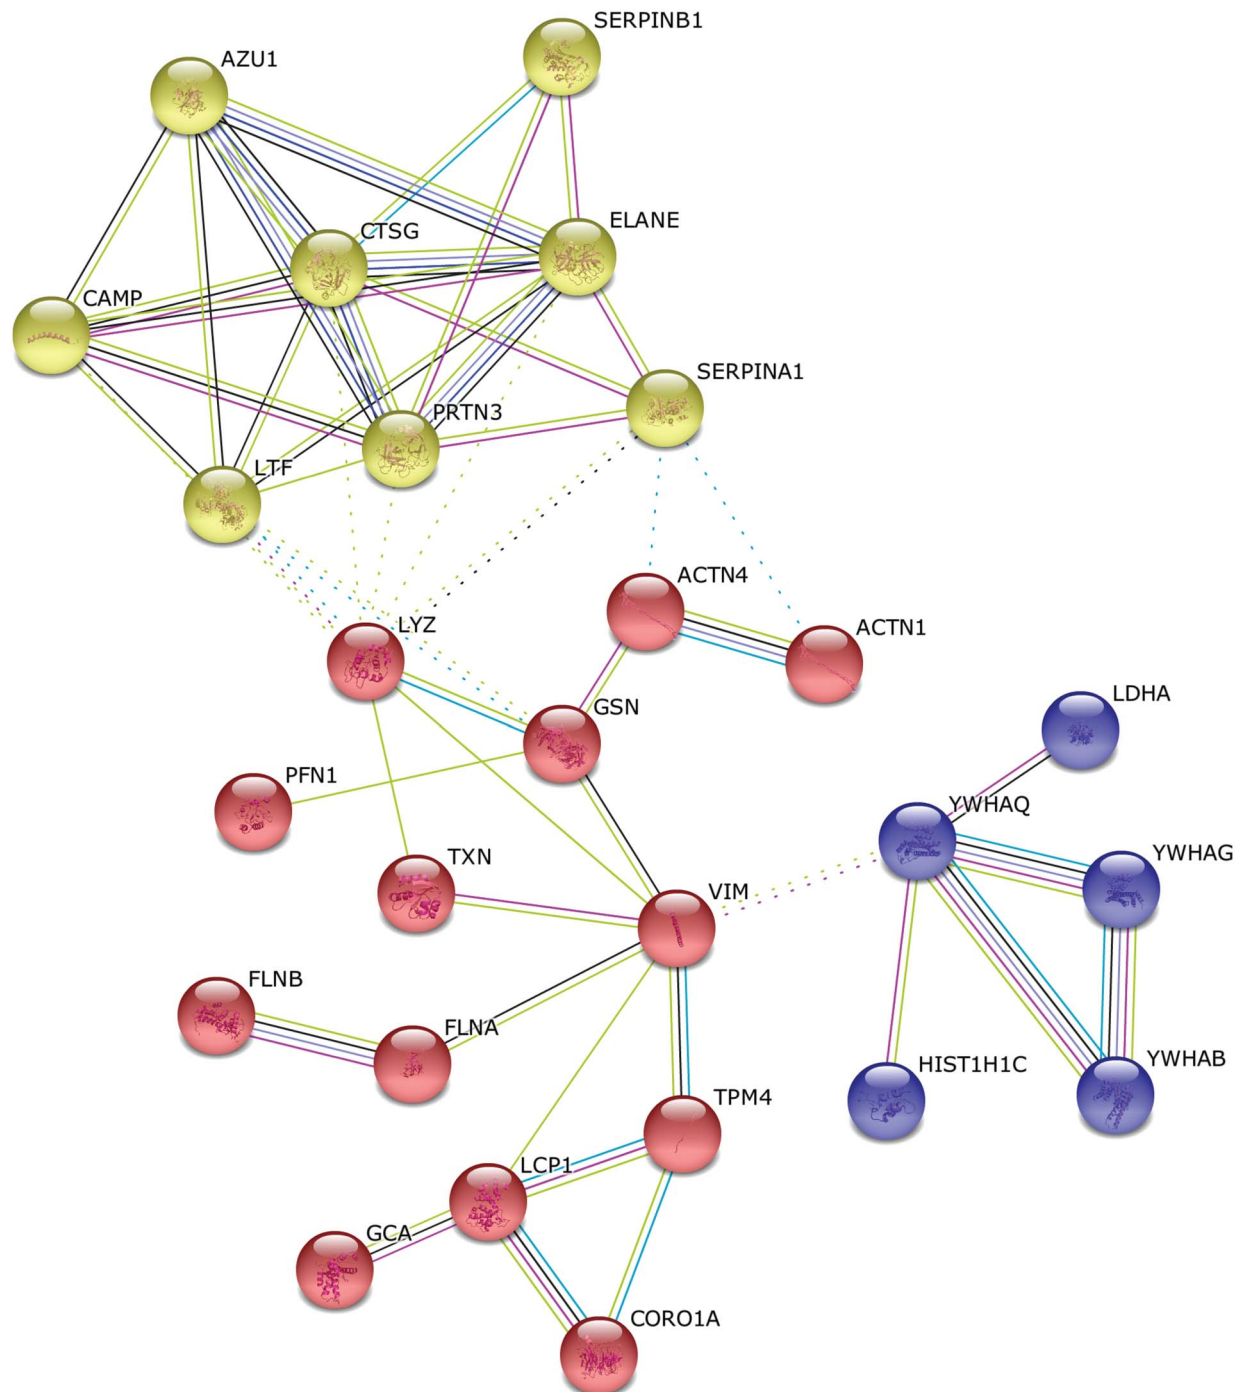 SERPINB1
AZU1
CTSG
ELANE
CAMP
SERPINA1
PRTN3
LTF
ACTN4
LYZ
ACTN1
GSN
LDHA
PFN1
YWHAQ
TXN
YWHAG
VIM
FLNB
FLNA
HIST1H1C
YWHAB
TPM4
LCP1
GCA
CORO1A